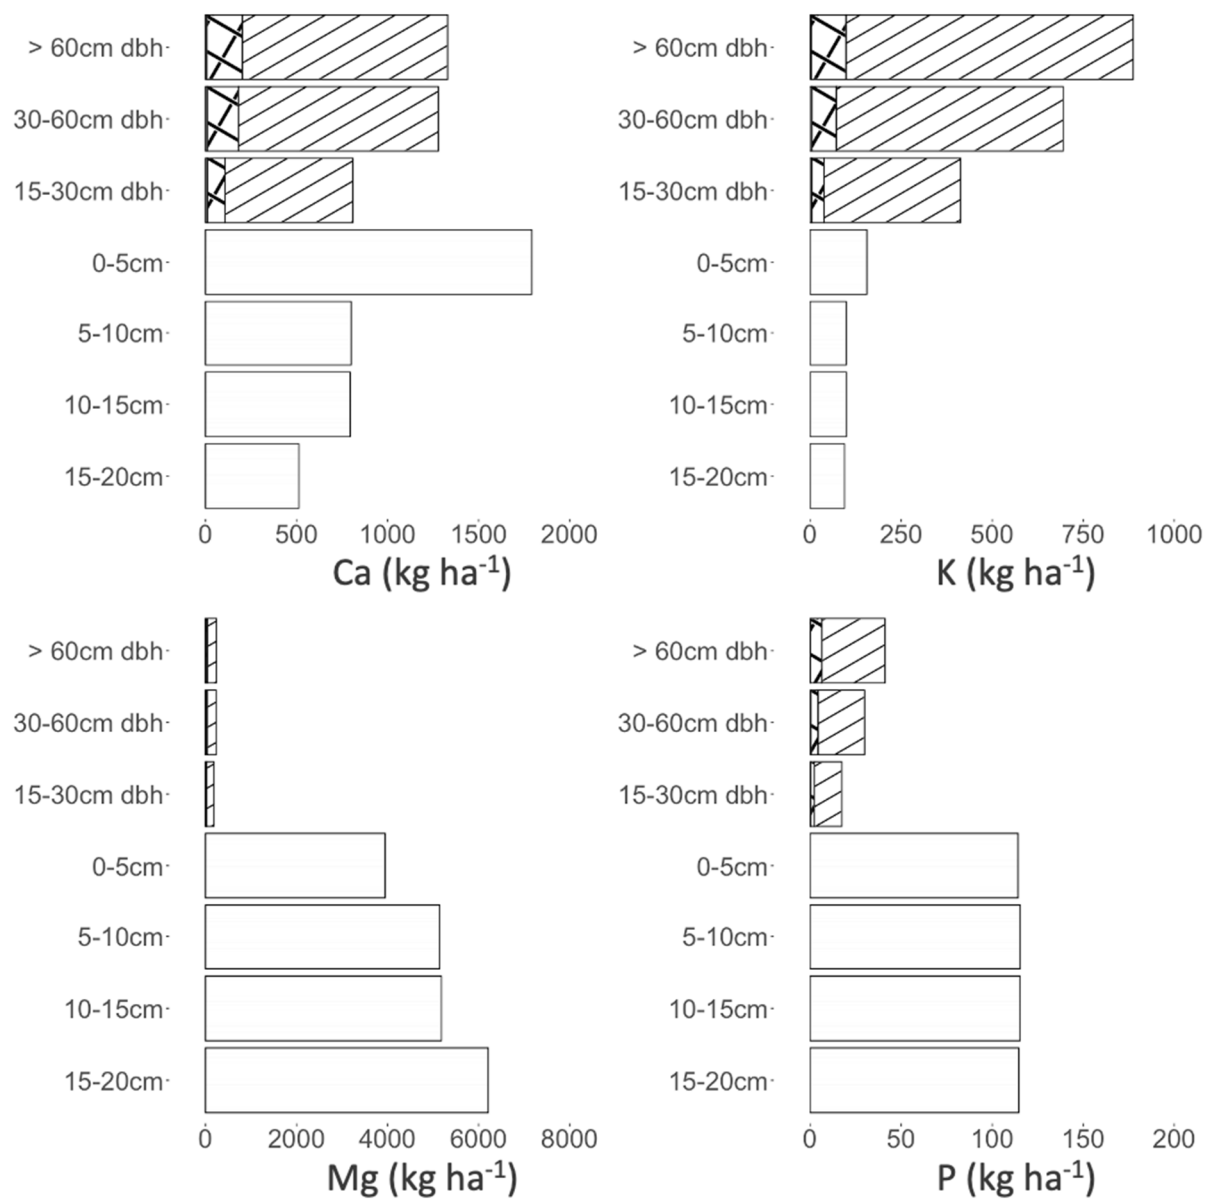 > 60cm dbh
30-60cm dbh
15-30cm dbh
0-5cm
5-10cm
10-15cm
15-20cm
0 500 1000 1500 2000
Ca (kg ha-1)
> 60cm dbh
30-60cm dbh
15-30cm dbh
0-5cm
5-10cm
10-15cm
15-20cm
0 250 500 750 1000
K (kg ha-1)
> 60cm dbh
30-60cm dbh
15-30cm dbh
0-5cm
5-10cm
10-15cm
15-20cm
0 2000 4000 6000 8000
Mg (kg ha-1)
> 60cm dbh
30-60cm dbh
15-30cm dbh
0-5cm
5-10cm
10-15cm
15-20cm
0 50 100 150 200
P (kg ha-1)